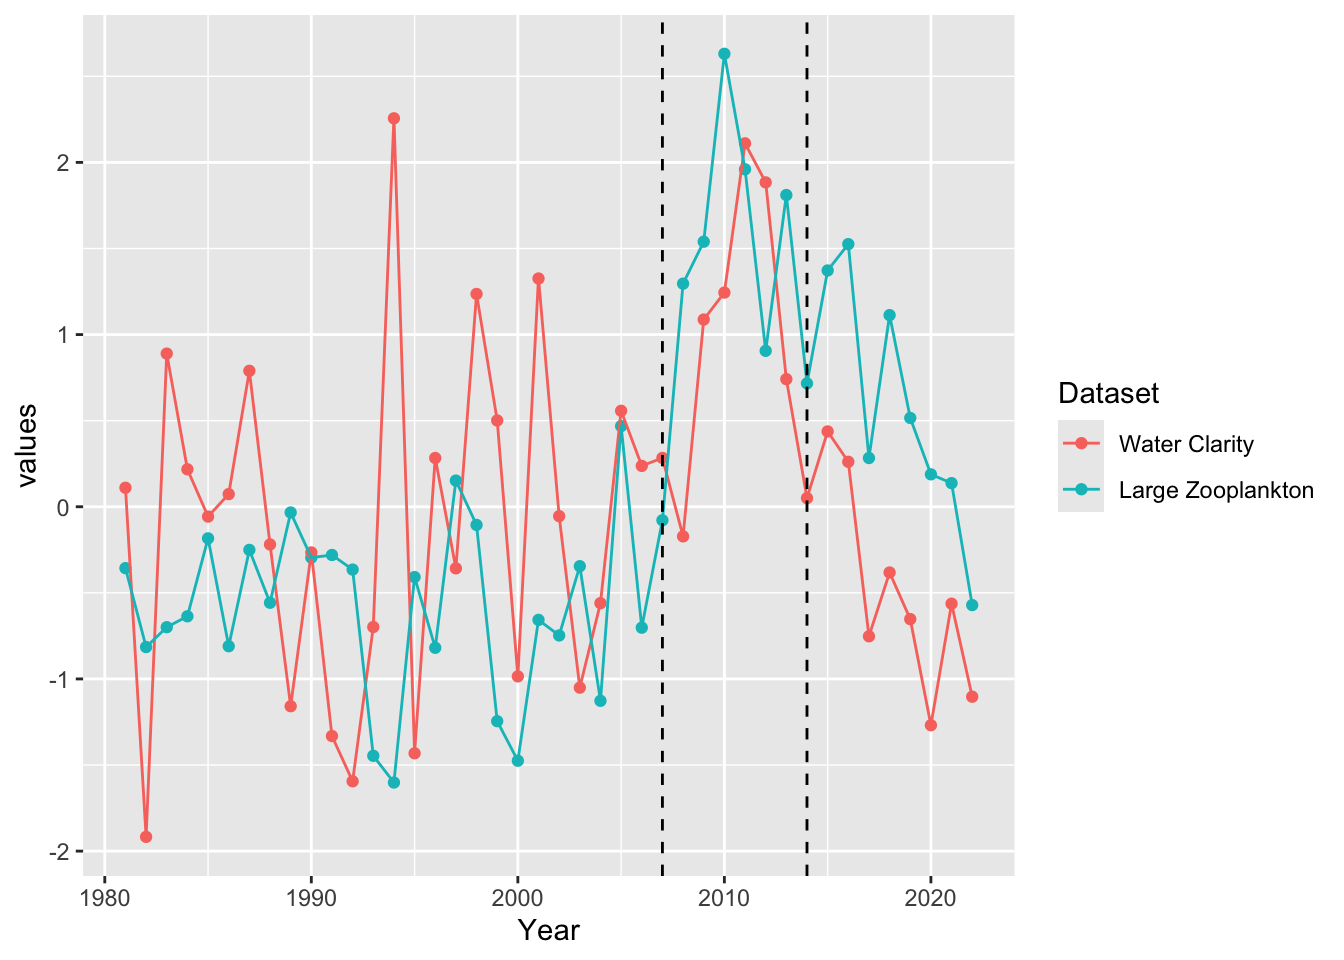 2
1
0
-1
-2
values
1980 1990 2000 2010 2020
Year
Dataset
Water Clarity
Large Zooplankton